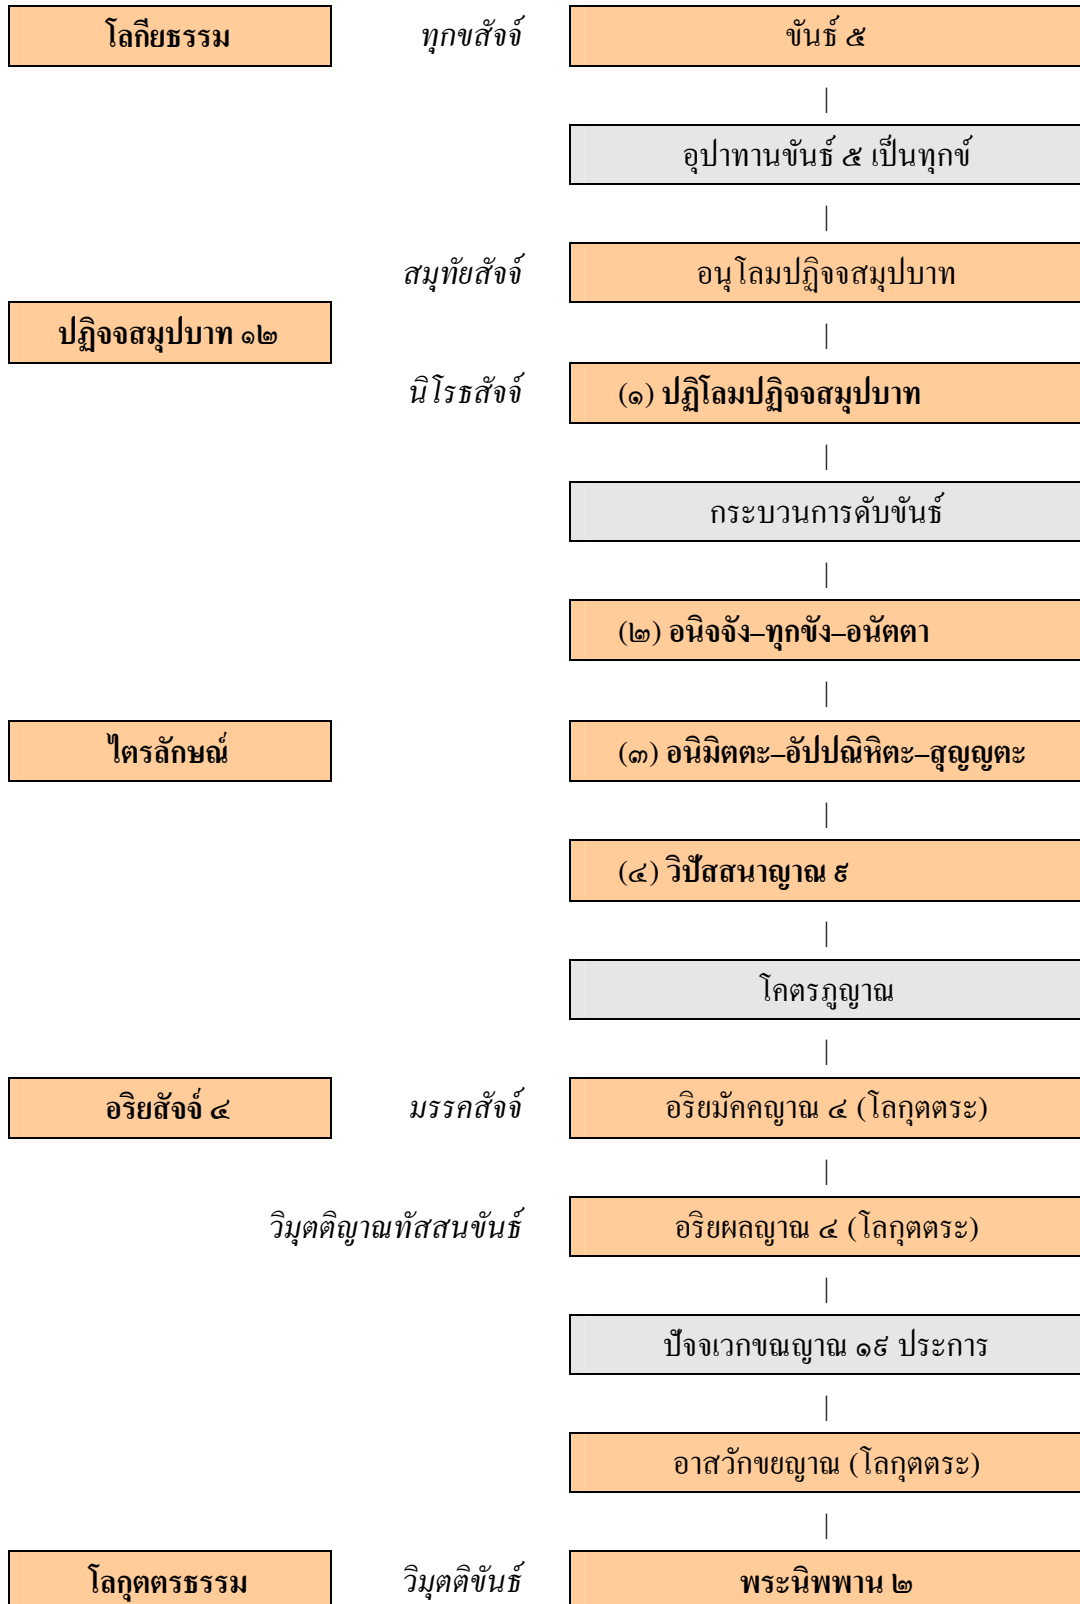 โลกียธรรม ทุกขสัจจ์ ขันธ์ ๕
|
อุปาทานขันธ์ ๕ เป็นทุกข์
|
สมุทัยสัจจ์ อนุโลมปฏิจจสมุปบาท
ปฏิจจสมุปบาท ๑๒ |
นิโรธสัจจ์ (๑) ปฏิโลมปฏิจจสมุปบาท
|
กระบวนการดับขันธ์
|
(๒) อนิจจัง–ทุกขัง–อนัตตา
|
ไตรลักษณ์ (๓) อนิมิตตะ–อัปปณิหิตะ–สุญญตะ
|
(๔) วิปัสสนาญาณ ๙
|
โคตรภูญาณ
|
อริยสัจจ์ ๔ มรรคสัจจ์ อริยมัคคญาณ ๔ (โลกุตตระ)
|
วิมุตติญาณทัสสนขันธ์ อริยผลญาณ ๔ (โลกุตตระ)
|
ปัจจเวกขณญาณ ๑๙ ประการ
|
อาสวักขยญาณ (โลกุตตระ)
|
โลกุตตรธรรม วิมุตติขันธ์ พระนิพพาน ๒